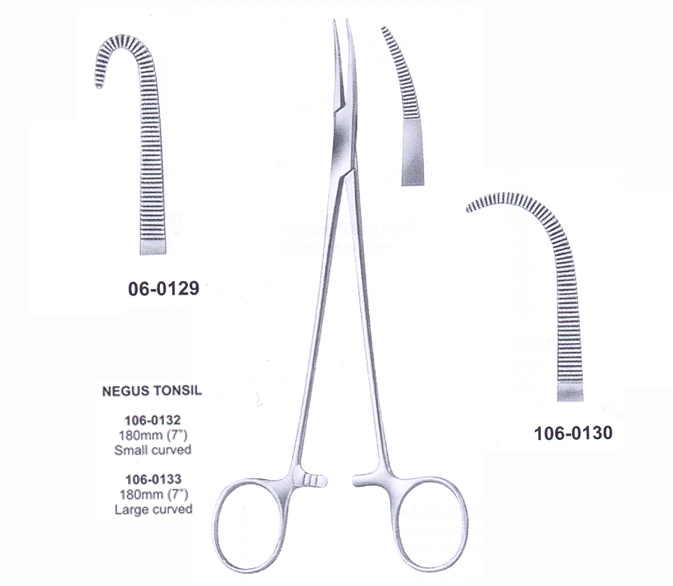 06-0129
NEGUS TONSIL
106-0132
180mm (7")
Small curved
106-0133
180mm (7")
Large curved
106-0130